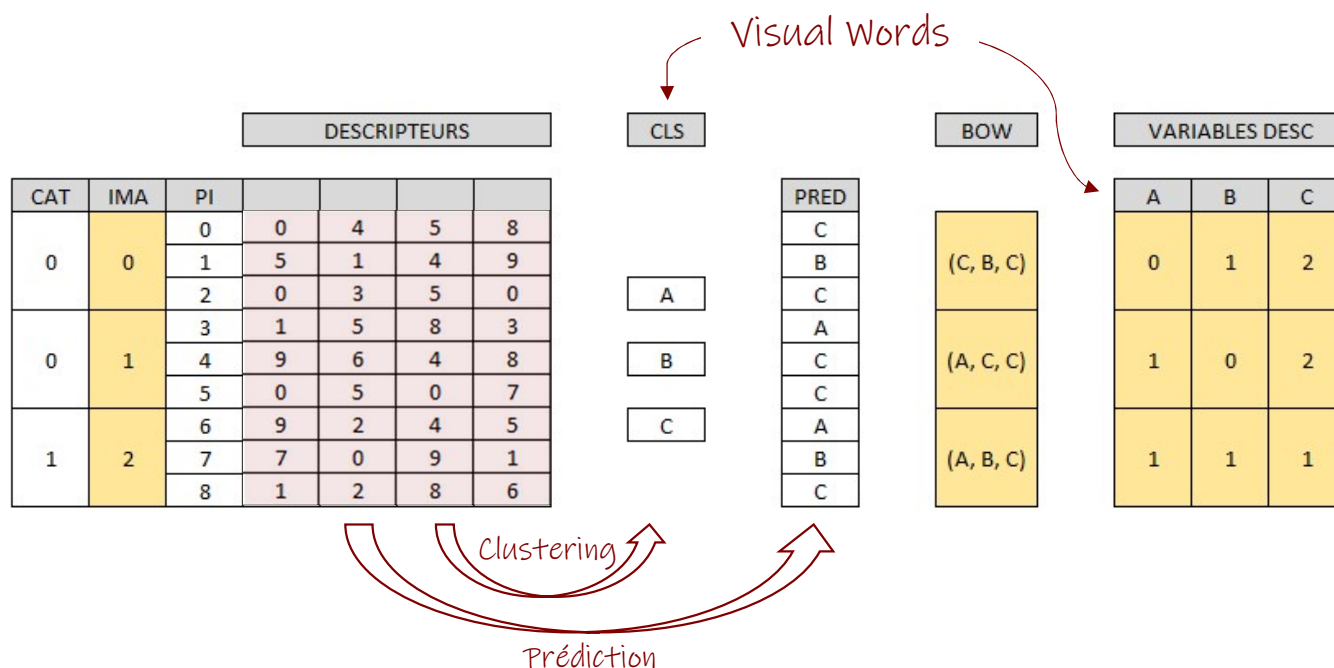 Visual Words
DESCRIPTEURS CLS BOW VARIABLES DESC
CAT IMA PI PRED A B C
0 0 4 5 8 C
0 0 1 5 1 4 9 B (C, B, C) 0 1 2
2 0 3 5 0 A C
3 1 5 8 3 A
0 1 4 9 6 4 8 B C (A, C, C) 1 0 2
5 0 5 0 7 C
6 9 2 4 5 C A
1 2 7 7 0 9 1 B (A, B, C) 1 1 1
8 1 2 8 6 C
Clustering
Prédiction